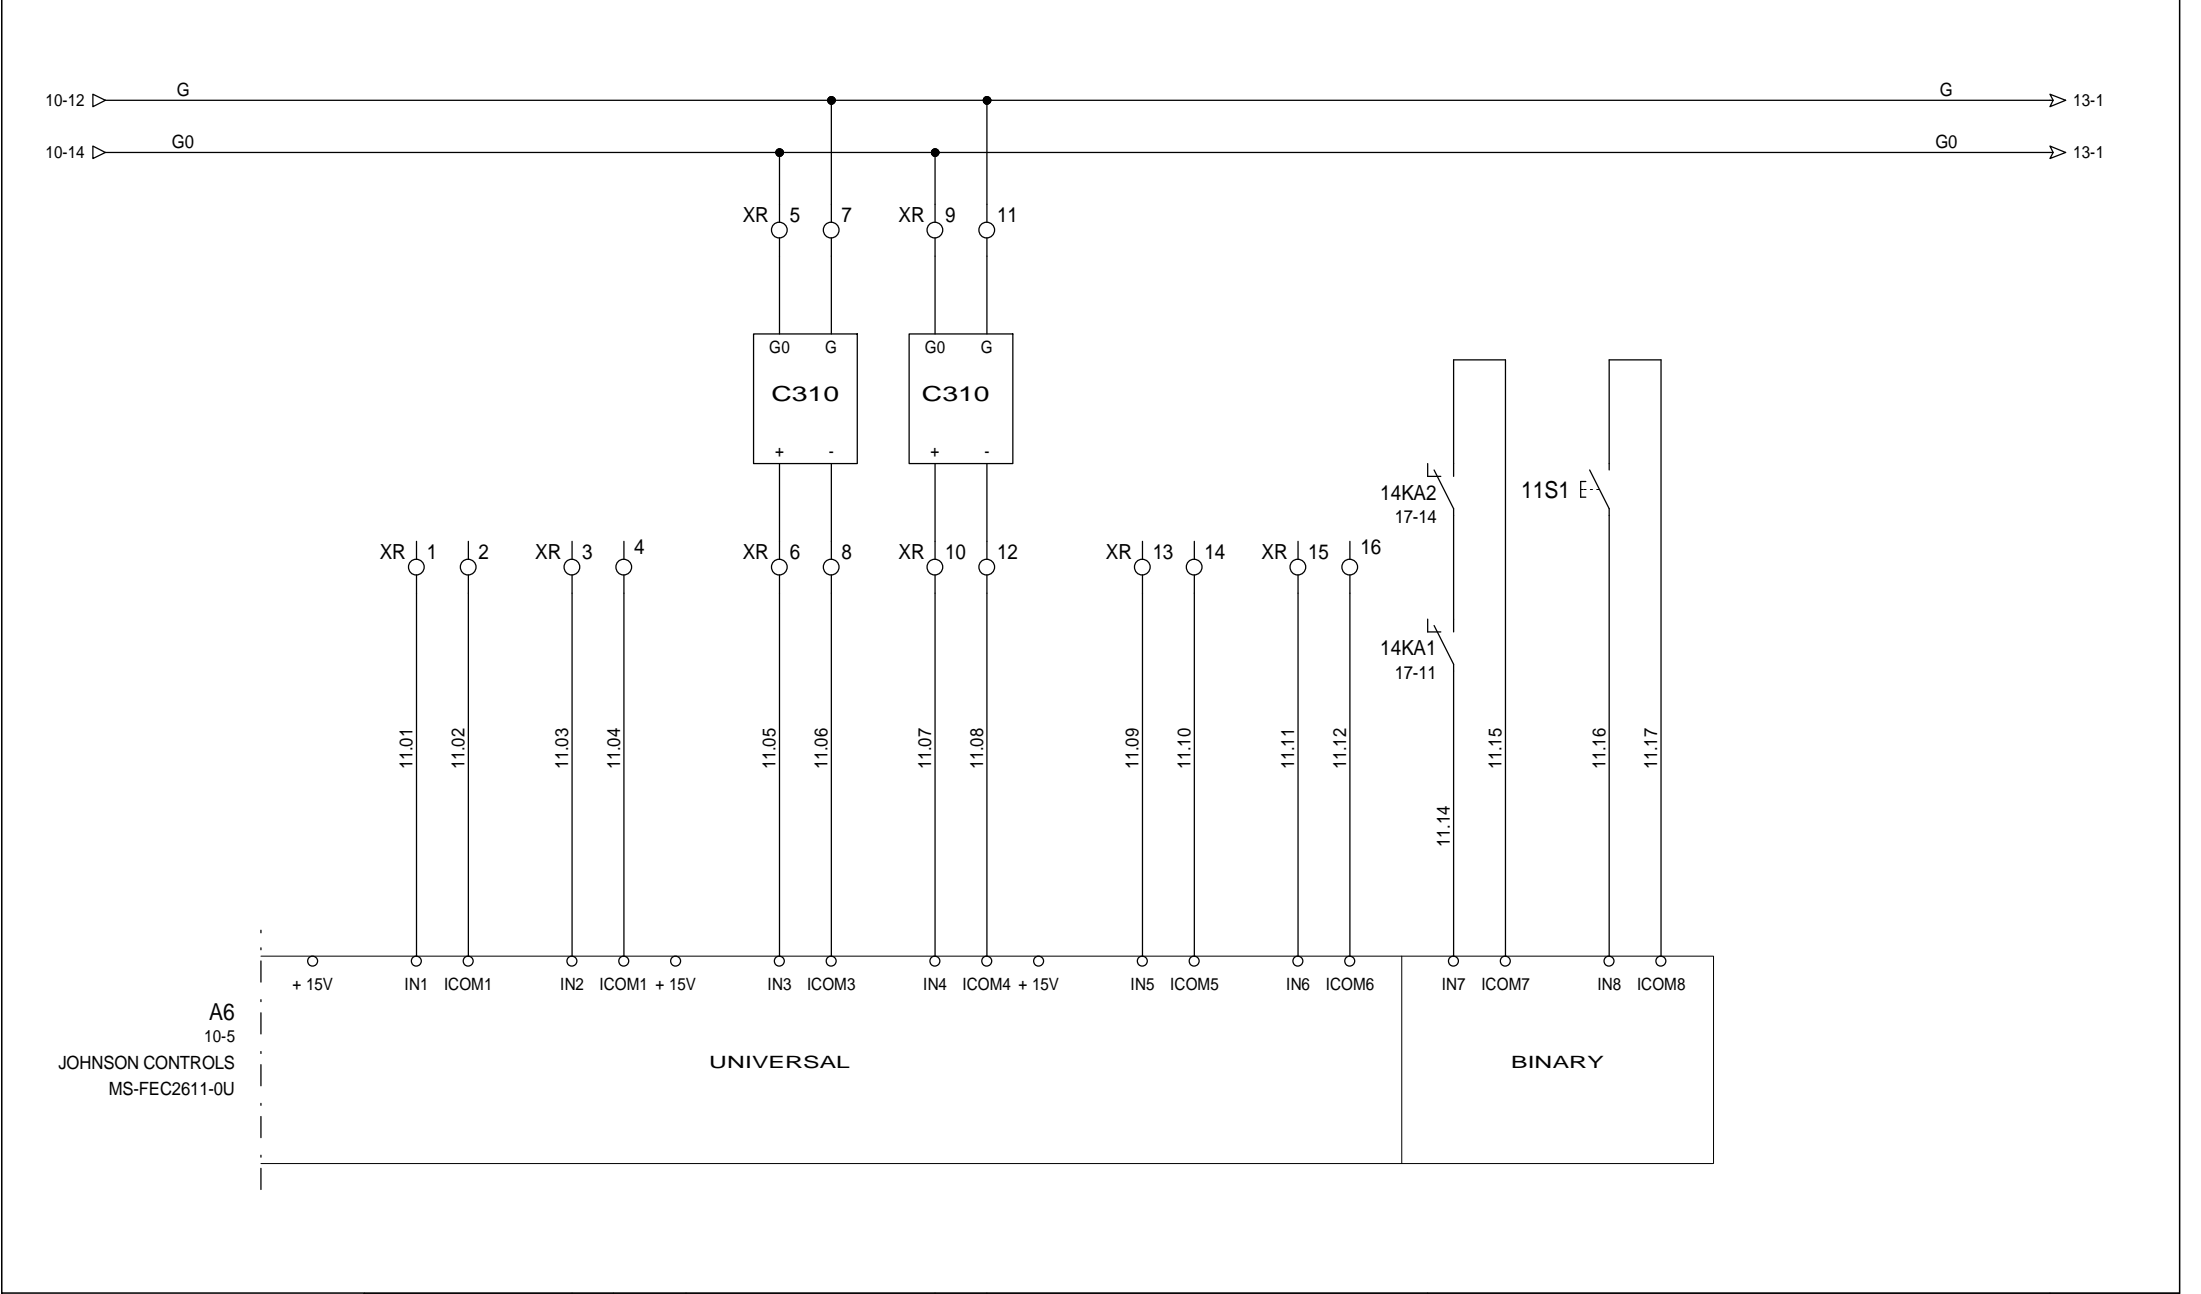 G G
10-12 13-1
G0 G0
10-14 13-1
XR 5 7 XR 9 11
G0 G G0 G
C310 C310
+ - + -
14KA2 11S1
17-14
XR 1 2 XR 3 4 XR 6 8 XR 10 12 XR 13 14 XR 15 16
14KA1
17-11
11.01 11.02 11.03 11.04 11.05 11.06 11.07 11.08 11.09 11.10 11.11 11.12 11.15 11.16 11.17
11.14
+ 15V IN1 ICOM1 IN2 ICOM1 + 15V IN3 ICOM3 IN4 ICOM4 + 15V IN5 ICOM5 IN6 ICOM6 IN7 ICOM7 IN8 ICOM8
A6
10-5
JOHNSON CONTROLS UNIVERSAL BINARY
MS-FEC2611-0U